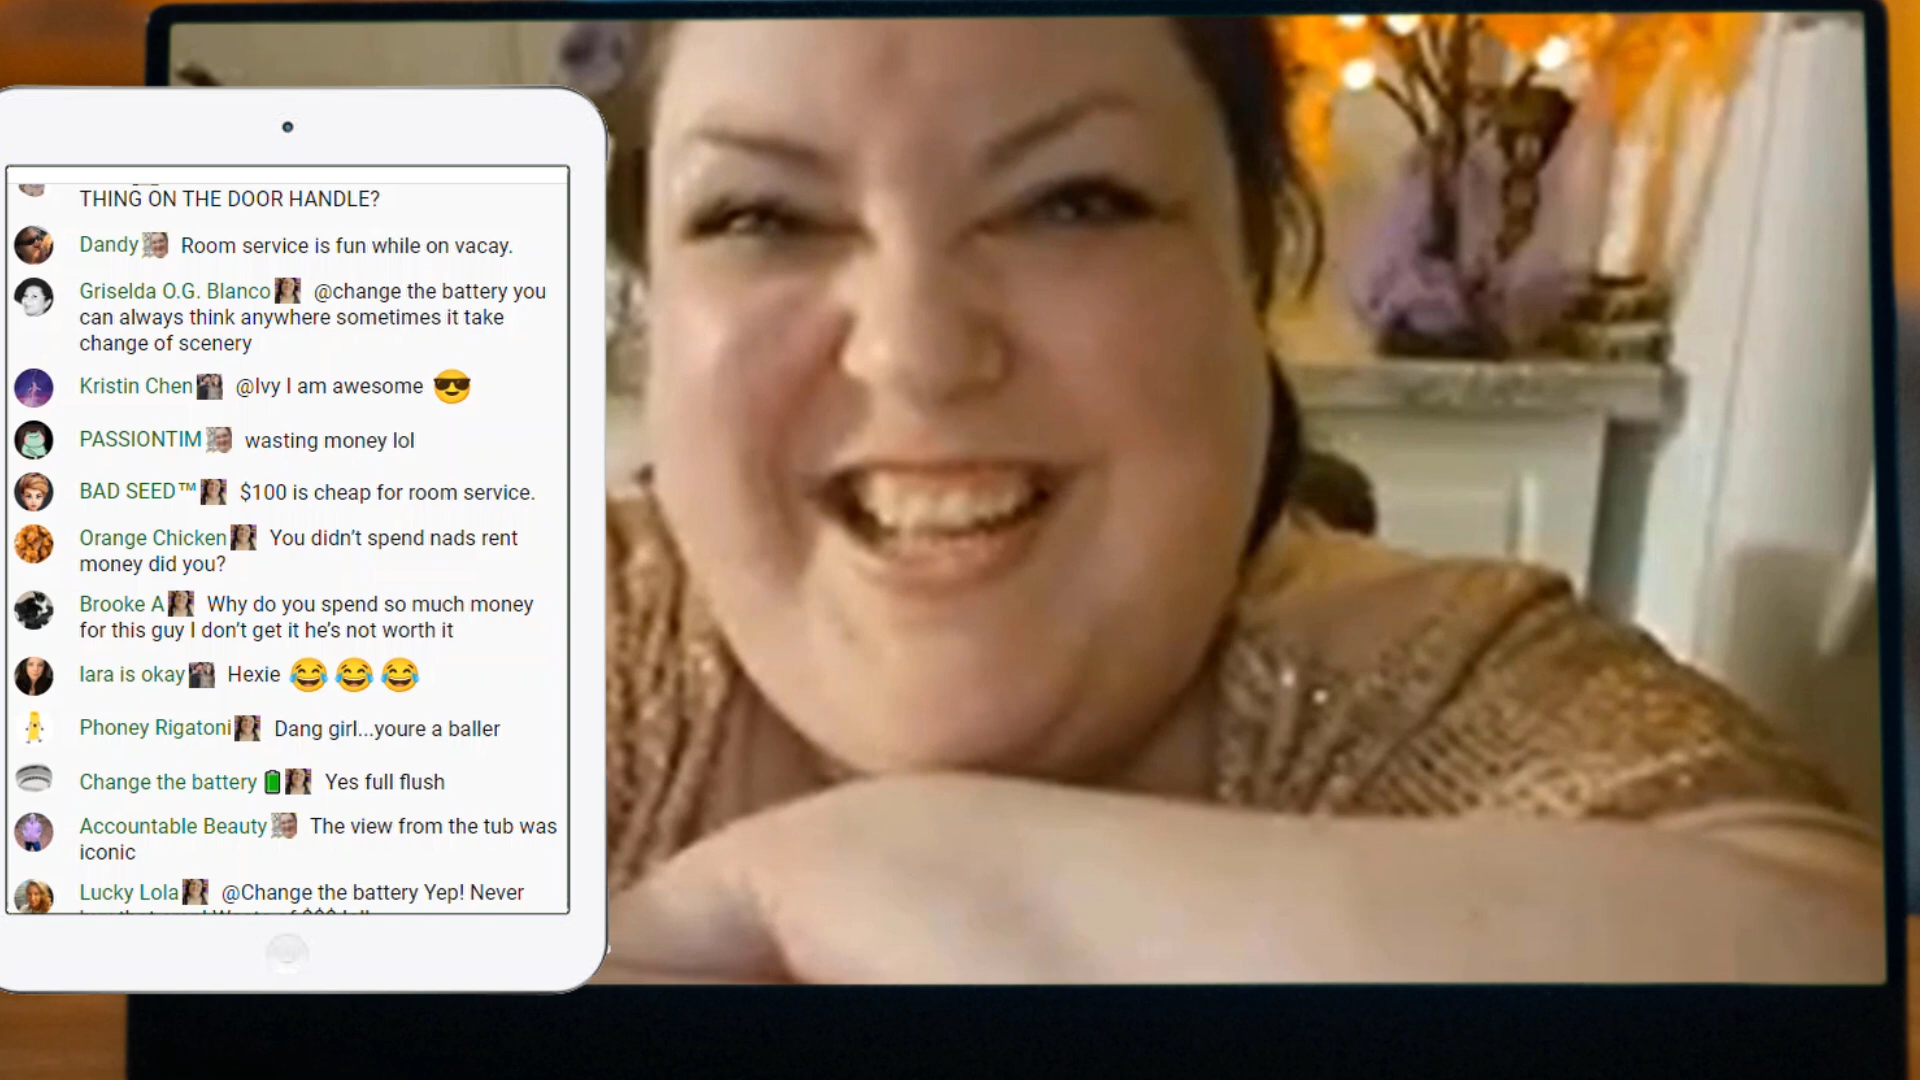 THING ON THE DOOR HANDLE?
Dandy Room service is fun while on vacay.
Griselda O.G. Blanco @change the battery you
can always think anywhere sometimes it take
change of scenery
Kristin Chen @Ivy I am awesome 😎
PASSIONTIM wasting money lol
BAD SEED™ $100 is cheap for room service.
Orange Chicken You didn't spend nads rent
money did you?
Brooke A Why do you spend so much money
for this guy I don't get it he's not worth it
lara is okay Hexie 😂 😂 😂
Phoney Rigatoni Dang girl...youre a baller
Change the battery 🔋 Yes full flush
Accountable Beauty The view from the tub was
iconic
Lucky Lola @Change the battery Yep! Never